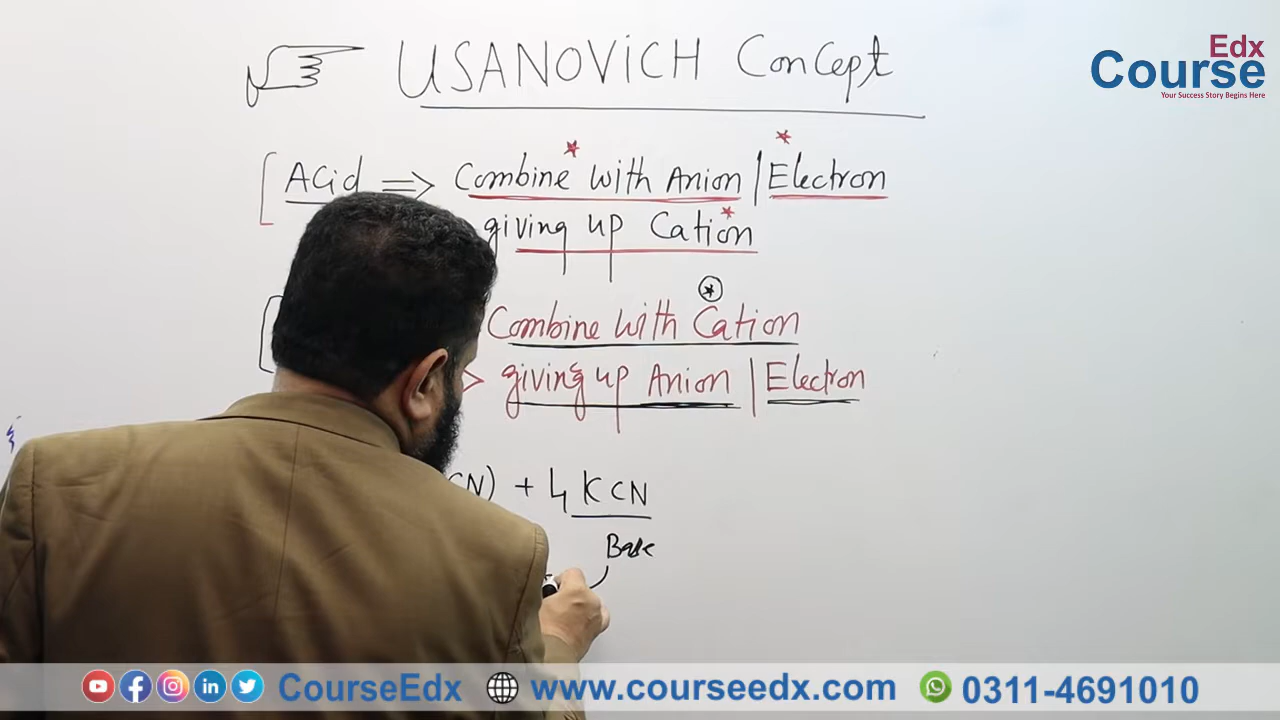 USANOViCH Concept
Edx
Course
Your Success Story Begins Here
ACid => Combine with Anion | Electron
giving up Cation
Combine with Cation
> giving up Anion | Electron
CN) + 4 KCN
Base
CourseEdx www.courseedx.com 0311-4691010